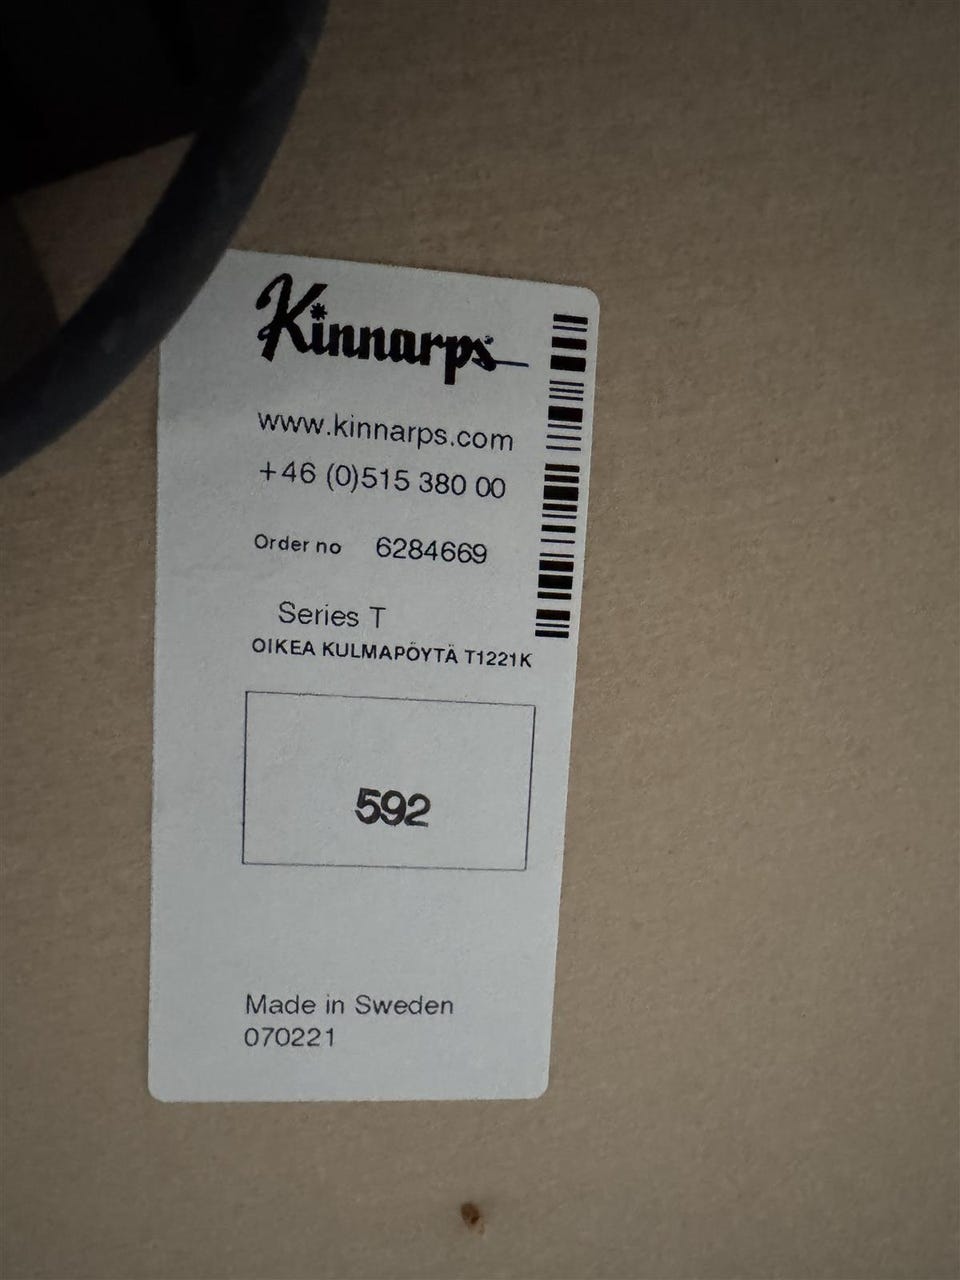 Kinnarps
www.kinnarps.com
+46 (0)515 380 00
Order no 6284669
Series T
OIKEA KULMAPÖYTÄ T1221K
592
Made in Sweden
070221